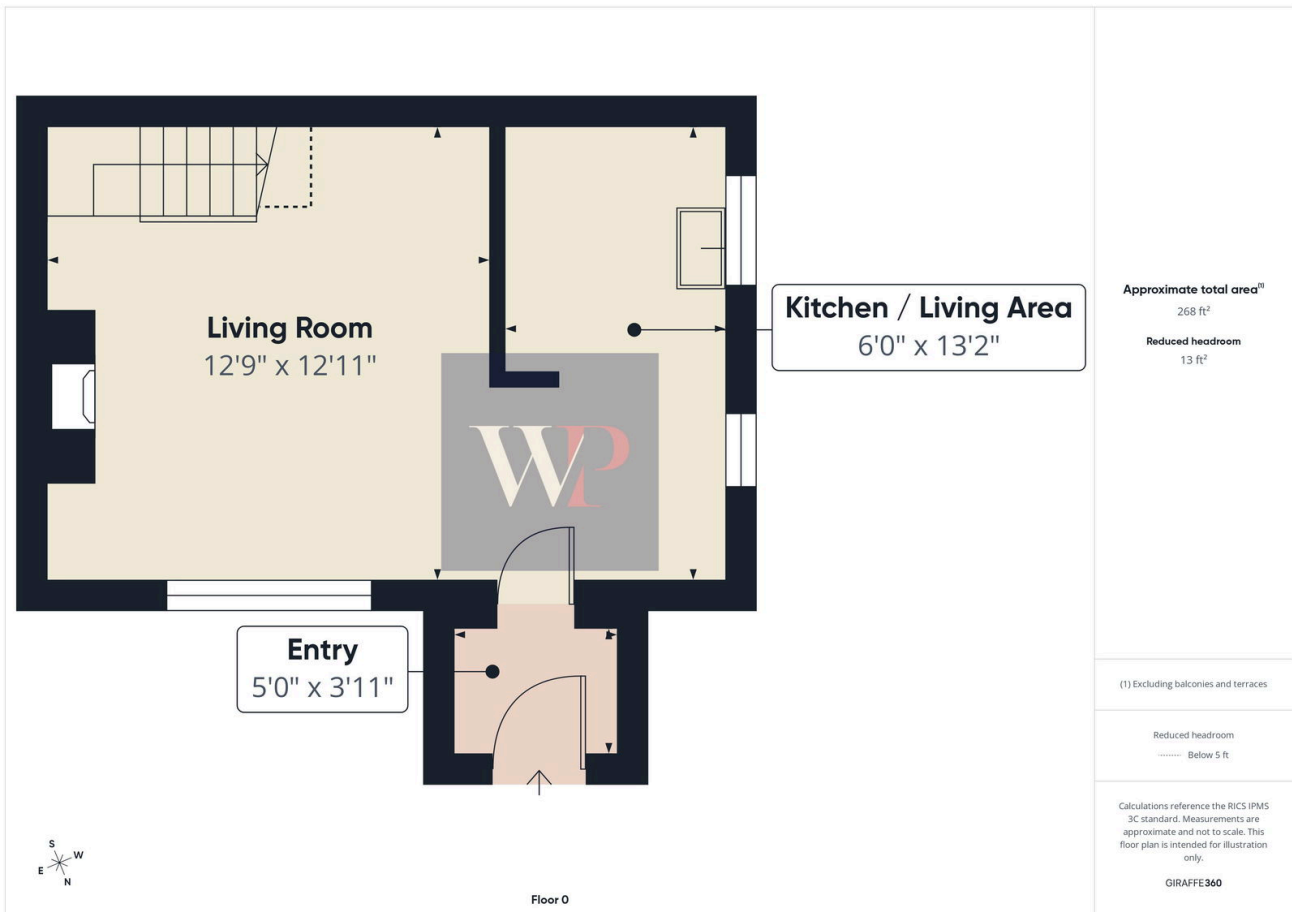 Living Room
12'9" x 12'11"
Kitchen / Living Area
6'0" x 13'2"
WP
Entry
5'0" x 3'11"
S
W
E
N
Floor 0
Approximate total area(1)
268 ft²
Reduced headroom
13 ft²
(1) Excluding balconies and terraces
Reduced headroom
Below 5 ft
Calculations reference the RICS IPMS
3C standard. Measurements are
approximate and not to scale. This
floor plan is intended for illustration
only.
GIRAFFE360